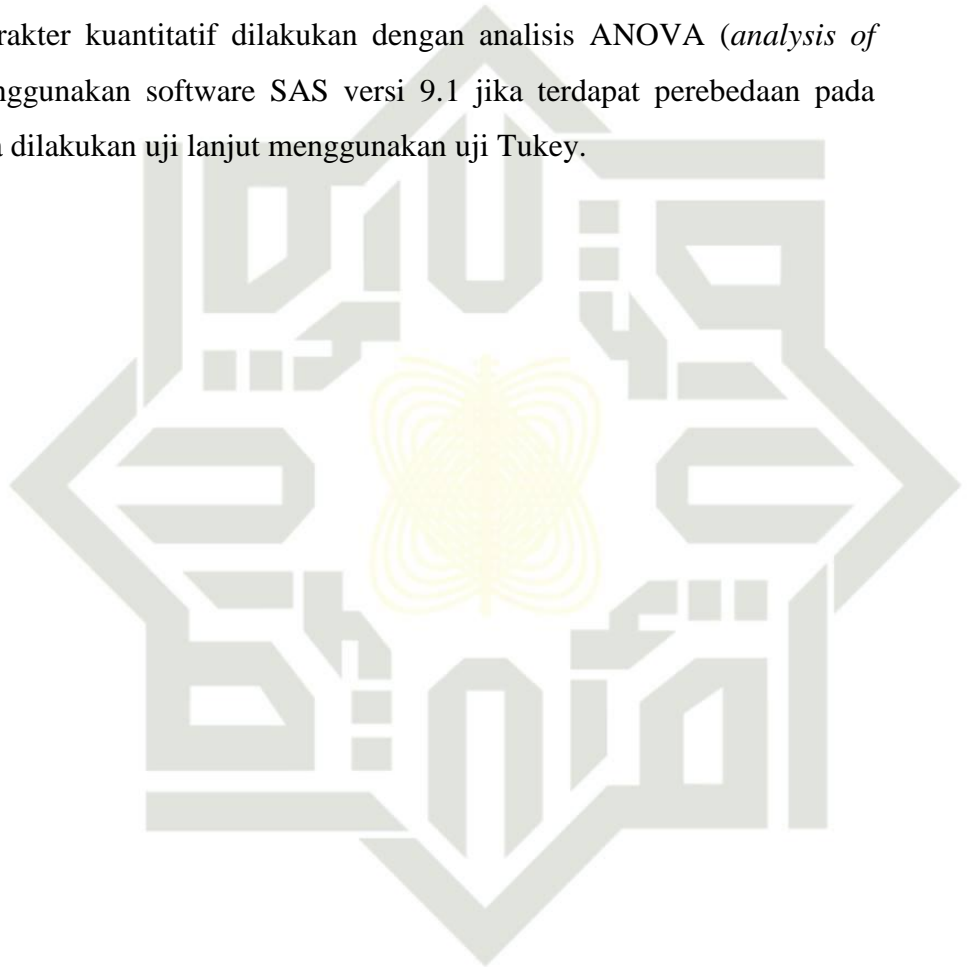 rakter kuantitatif dilakukan dengan analisis ANOVA (analysis of
nggunakan software SAS versi 9.1 jika terdapat perebedaan pada
dilakukan uji lanjut menggunakan uji Tukey.